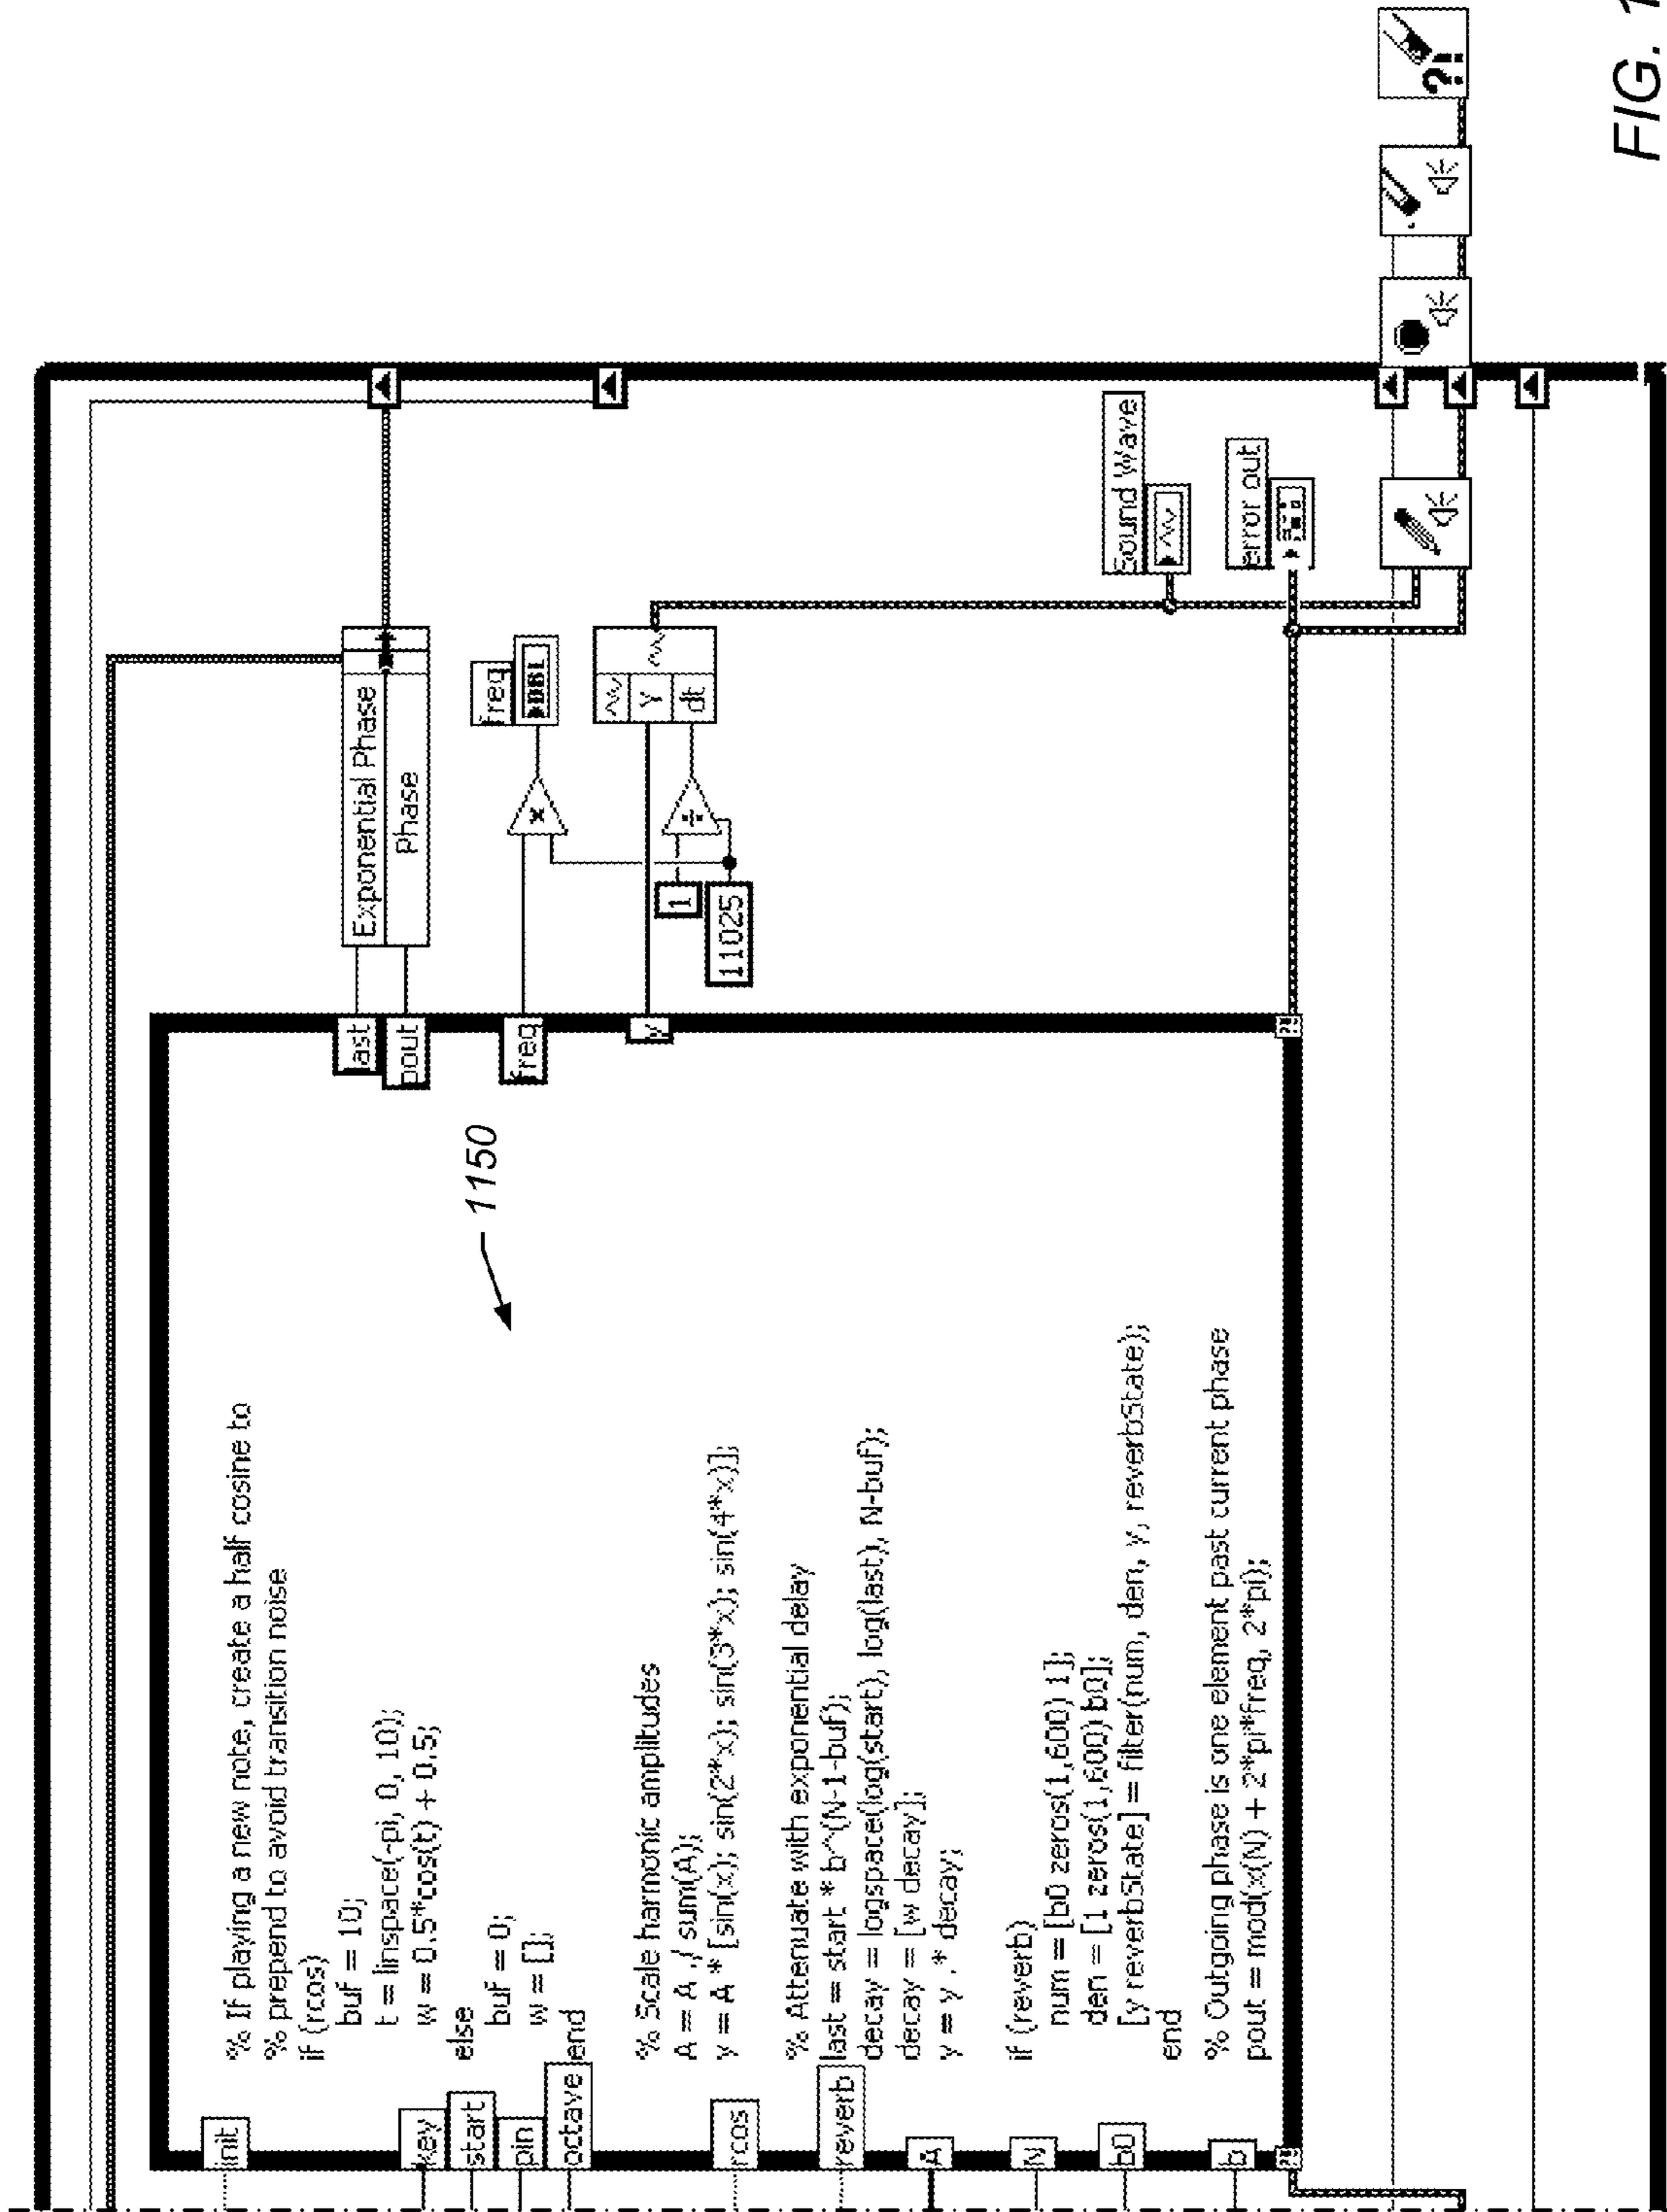 init
key
start
pin
octave
rcos
reverb
A
N
b0
b
% If playing a new note, create a half cosine to
% prepend to avoid transition noise
if (rcos)
buf = 10;
t = linspace(-pi, 0, 10);
w = 0.5*cos(t) + 0.5;
else
buf = 0;
w = [];
end
% Scale harmonic amplitudes
A = A ./ sum(A);
y = A * [sin(x); sin(2*x); sin(3*x); sin(4*x)];
% Attenuate with exponential delay
last = start * b^(N-1-buf);
decay = logspace(log(start), log(last), N-buf);
decay = [w decay];
y = y .* decay;
if (reverb)
num = [b0 zeros(1,600) 1];
den = [1 zeros(1,600) b0];
[y reverbState] = filter(num, den, y, reverbState);
end
% Outgoing phase is one element past current phase
pout = mod(x(N) + 2*pi*freq, 2*pi);
1150
last
pout
freq
y
Exponential Phase
Phase
freq
DBL
Y
dt
1
11025
Sound Wave
error out
?!
FIG. 1